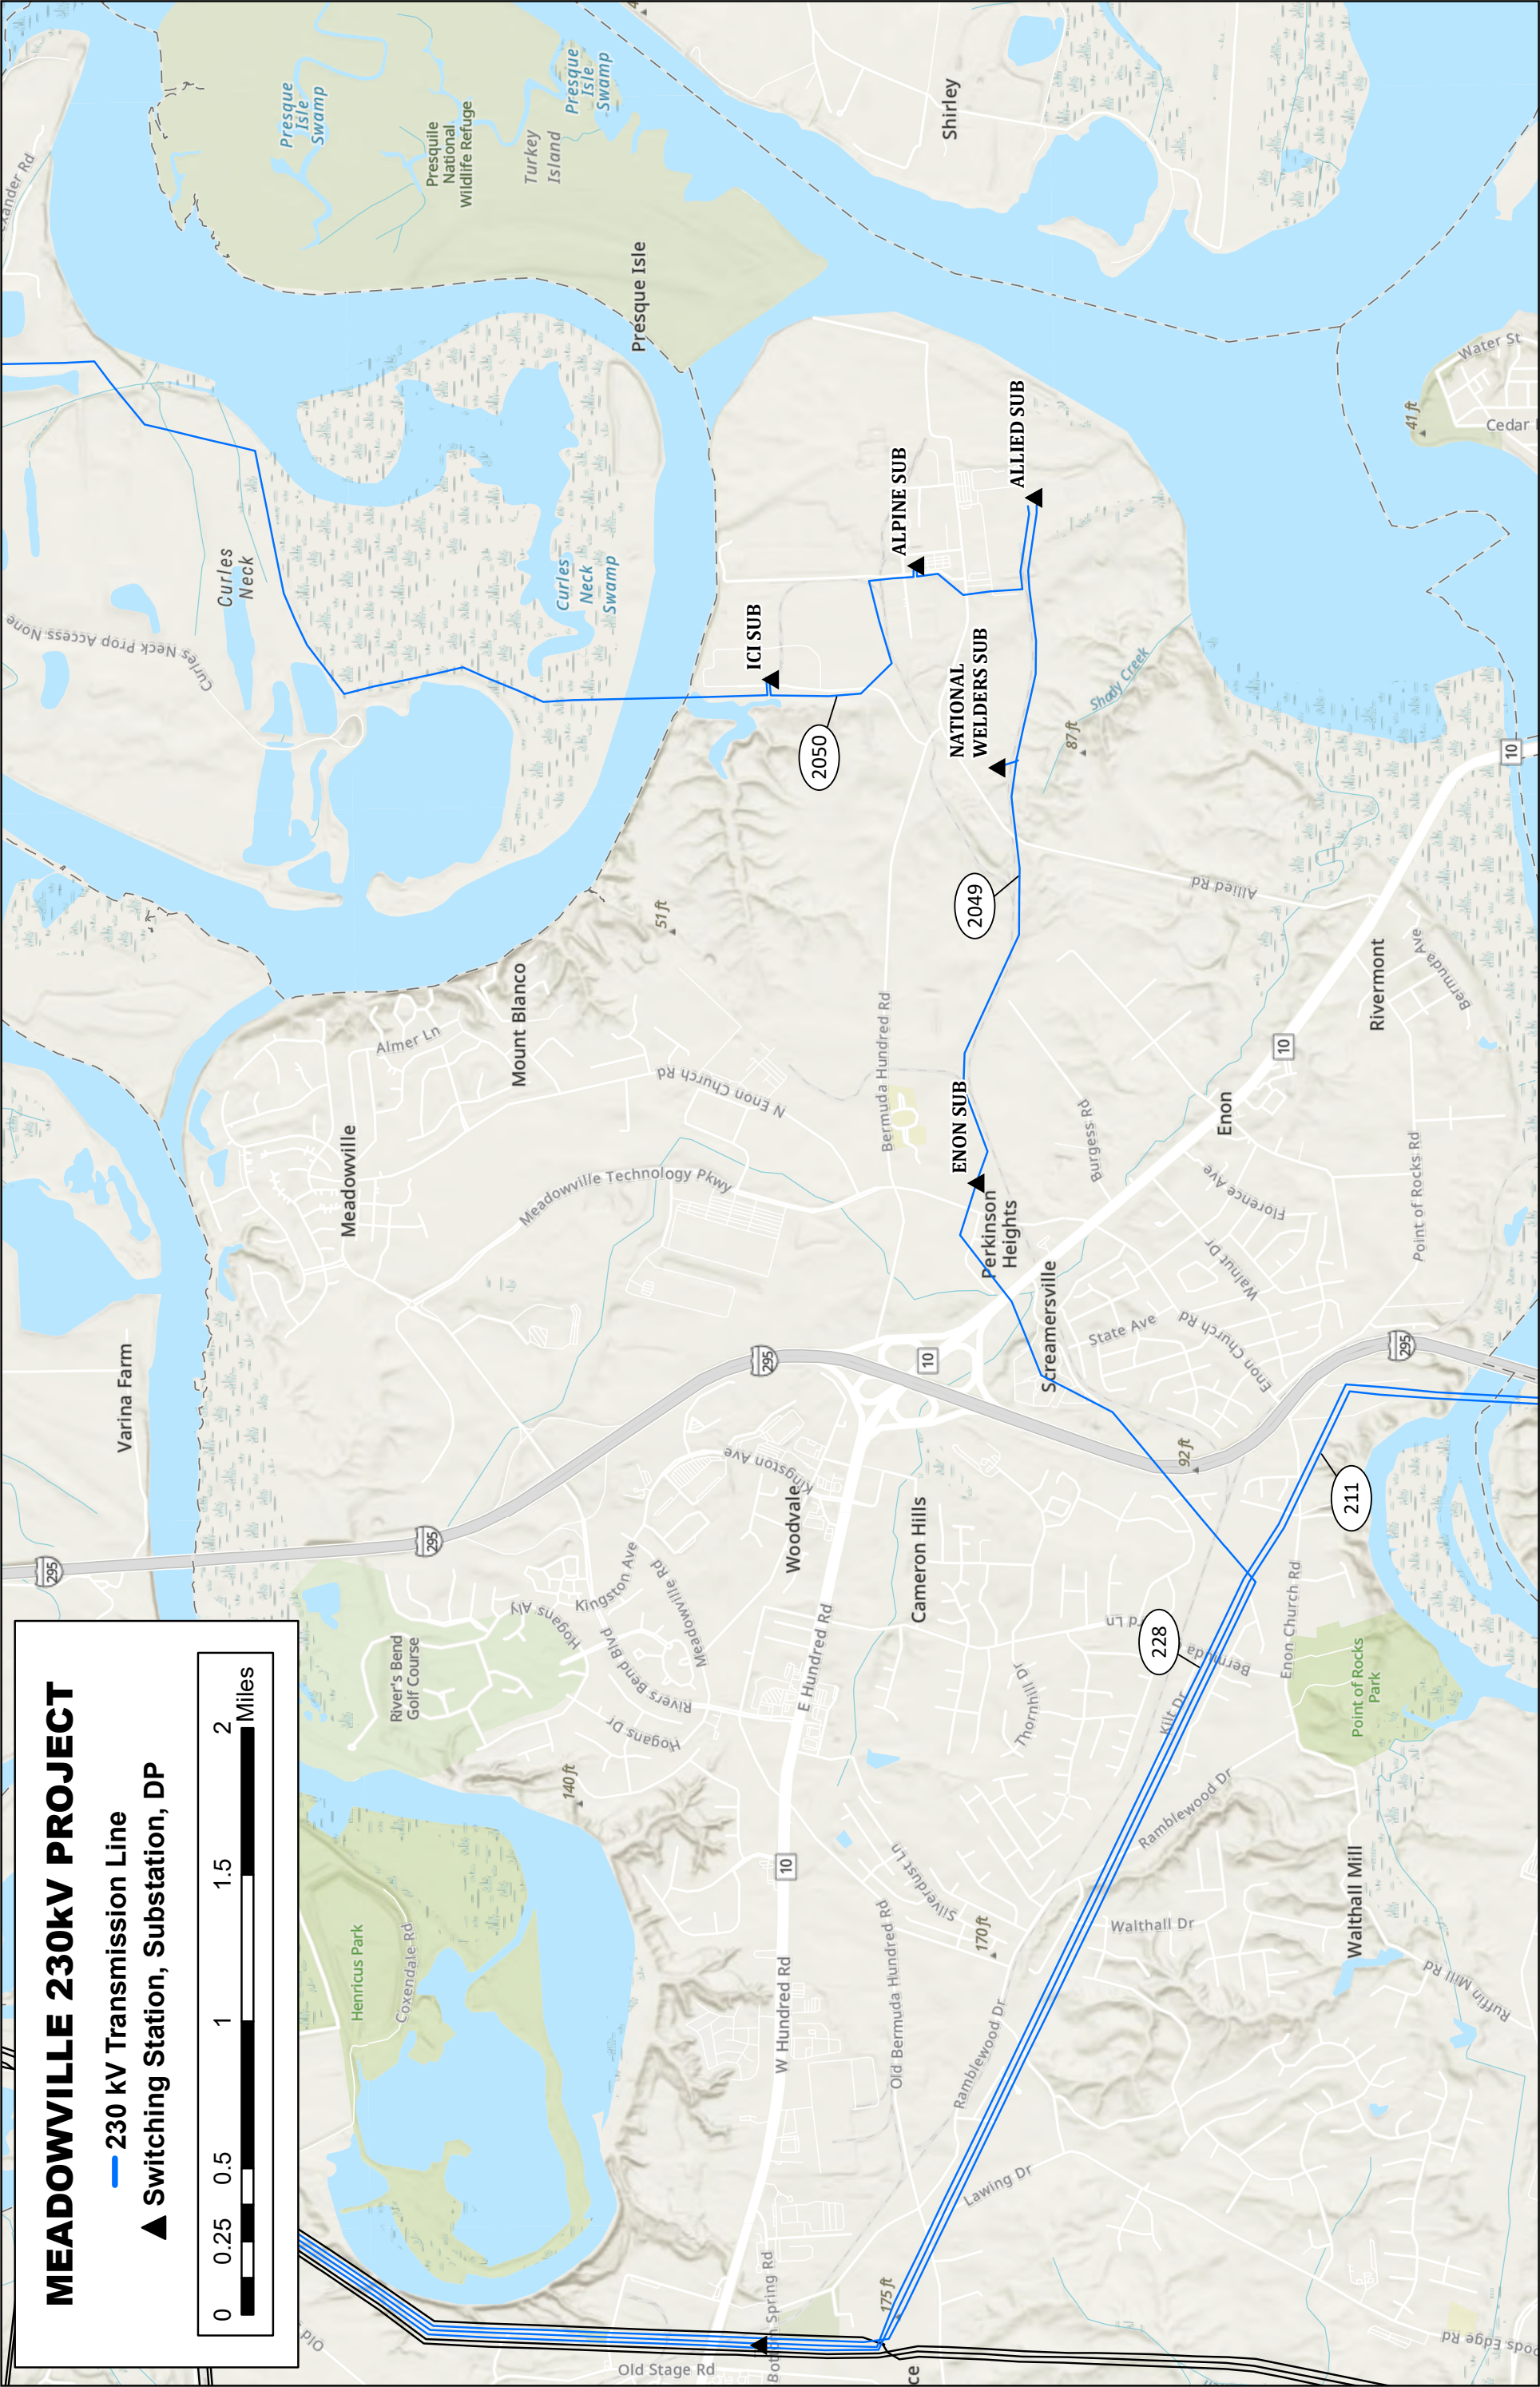 MEADOWVILLE 230kV PROJECT
230 kV Transmission Line
Switching Station, Substation, DP
0 0.25 0.5 1 1.5 2
Miles
295
Varina Farm
Curles Neck Prop Access None
Curles
Neck
Presque
Isle
Swamp
Presquile
National
Wildlife Refuge
Turkey
Island
Presque
Isle
Swamp
Presque Isle
Shirley
Curles
Neck
Swamp
Henricus Park
Coxendale Rd
River's Bend
Golf Course
295
Meadowville
Almer Ln
Mount Blanco
Meadowville Technology Pkwy
N Enon Church Rd
51 ft
140 ft
Hogans Dr
Rivers Bend Blvd
Hogans Aly
Kingston Ave
Meadowville Rd
Kingston Ave
295
ICI SUB
2050
Old Stage Rd
W Hundred Rd
10
E Hundred Rd
Woodvale
Bermuda Hundred Rd
ALPINE SUB
175 ft
Old Bermuda Hundred Rd
Silverdust Ln
Cameron Hills
10
ENON SUB
2049
NATIONAL
WELDERS SUB
ALLIED SUB
Lawing Dr
Ramblewood Dr
170 ft
Thornhill Dr
Perkinson
Heights
Screamersville
87 ft
Shady Creek
Walthall Dr
Ramblewood Dr
Kilt Dr
228
92 ft
State Ave
Burgess Rd
Enon Church Rd
Walnut Dr
Florence Ave
Enon
Allied Rd
10
Enon Church Rd
Point of Rocks
Park
211
295
Walthall Mill
Ruffin Mill Rd
Point of Rocks Rd
Rivermont
Bermuda Ave
10
41 ft
Water St